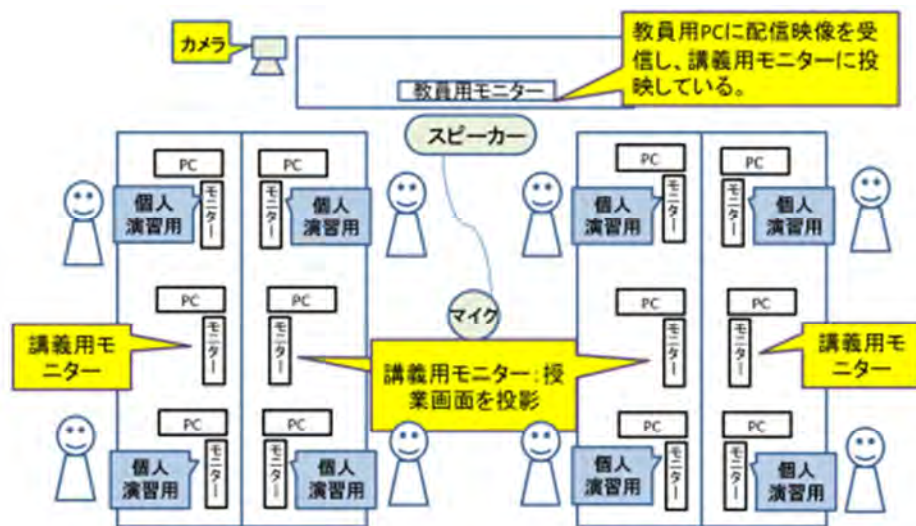 カメラ
教員用PCに配信映像を受
信し、講義用モニターに投
映している。
教員用モニター
スピーカー
PC
モニター
個人
演習用
PC
モニター
個人
演習用
PC
モニター
個人
演習用
PC
モニター
個人
演習用
マイク
PC
モニター
講義用モ
ニター
PC
モニター
講義用モニター：授
業画面を投影
PC
モニター
PC
モニター
講義用モ
ニター
PC
モニター
個人
演習用
PC
モニター
個人
演習用
PC
モニター
個人
演習用
PC
モニター
個人
演習用